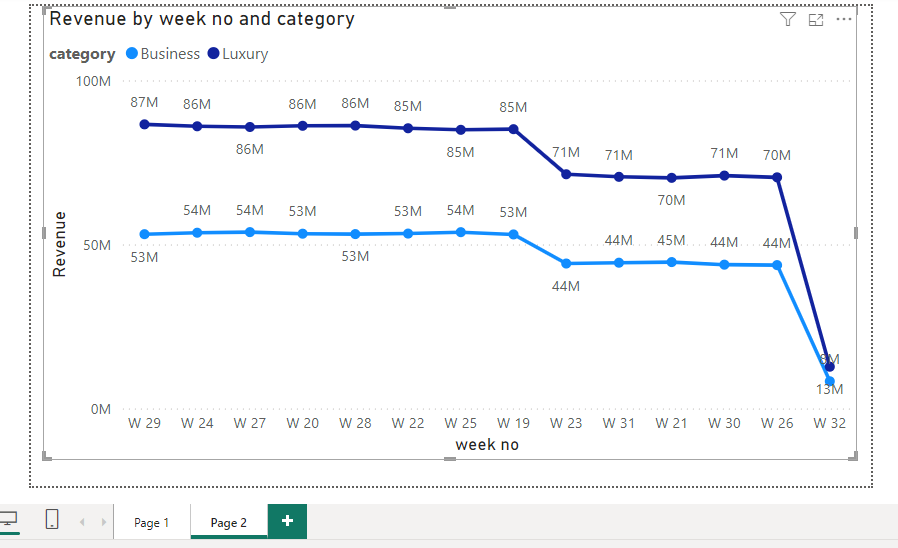 Revenue by week no and category
category Business Luxury
100M
87M 86M 86M 86M 85M 85M
86M 85M
71M 71M 71M 70M
70M
54M 54M 53M 53M 54M 53M
50M
53M 53M
44M 45M 44M 44M
44M
9M
13M
0M
W 29 W 24 W 27 W 20 W 28 W 22 W 25 W 19 W 23 W 31 W 21 W 30 W 26 W 32
week no
Revenue
Page 1 Page 2 +